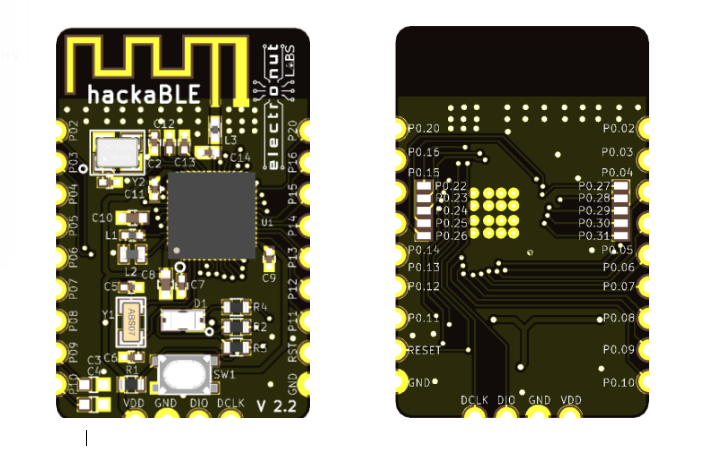 hackaBLE
electronut
LABS
P02
P20
C12
L3
C2
C13
C14
P03
P16
Y2
C11
P04
P15
C10
U1
P05
P14
L1
P06
P13
L2
C9
C8
C7
P07
C5
P12
D1
R4
Y1
ABS07
P08
P11
R2
R3
P09
C6
RST
C3
C4
R1
SW1
P10
GND
VDD GND DIO DCLK
V 2.2
P0.20 P0.02
P0.16 P0.03
P0.15 P0.04
P0.22 P0.27
P0.23 P0.28
P0.24 P0.29
P0.25 P0.30
P0.26 P0.31
P0.14 P0.05
P0.13 P0.06
P0.12 P0.07
P0.11 P0.08
RESET P0.09
GND P0.10
DCLK DIO GND VDD